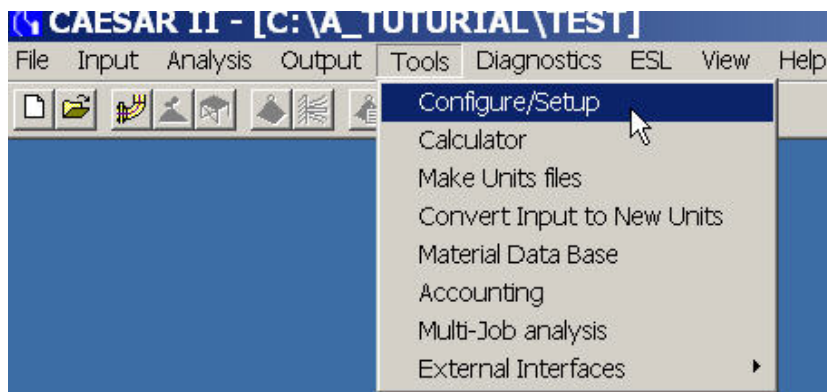 CAESAR II - [C:\A_TUTURIAL\TEST]
File Input Analysis Output Tools Diagnostics ESL View Help
Configure/Setup
Calculator
Make Units files
Convert Input to New Units
Material Data Base
Accounting
Multi-Job analysis
External Interfaces